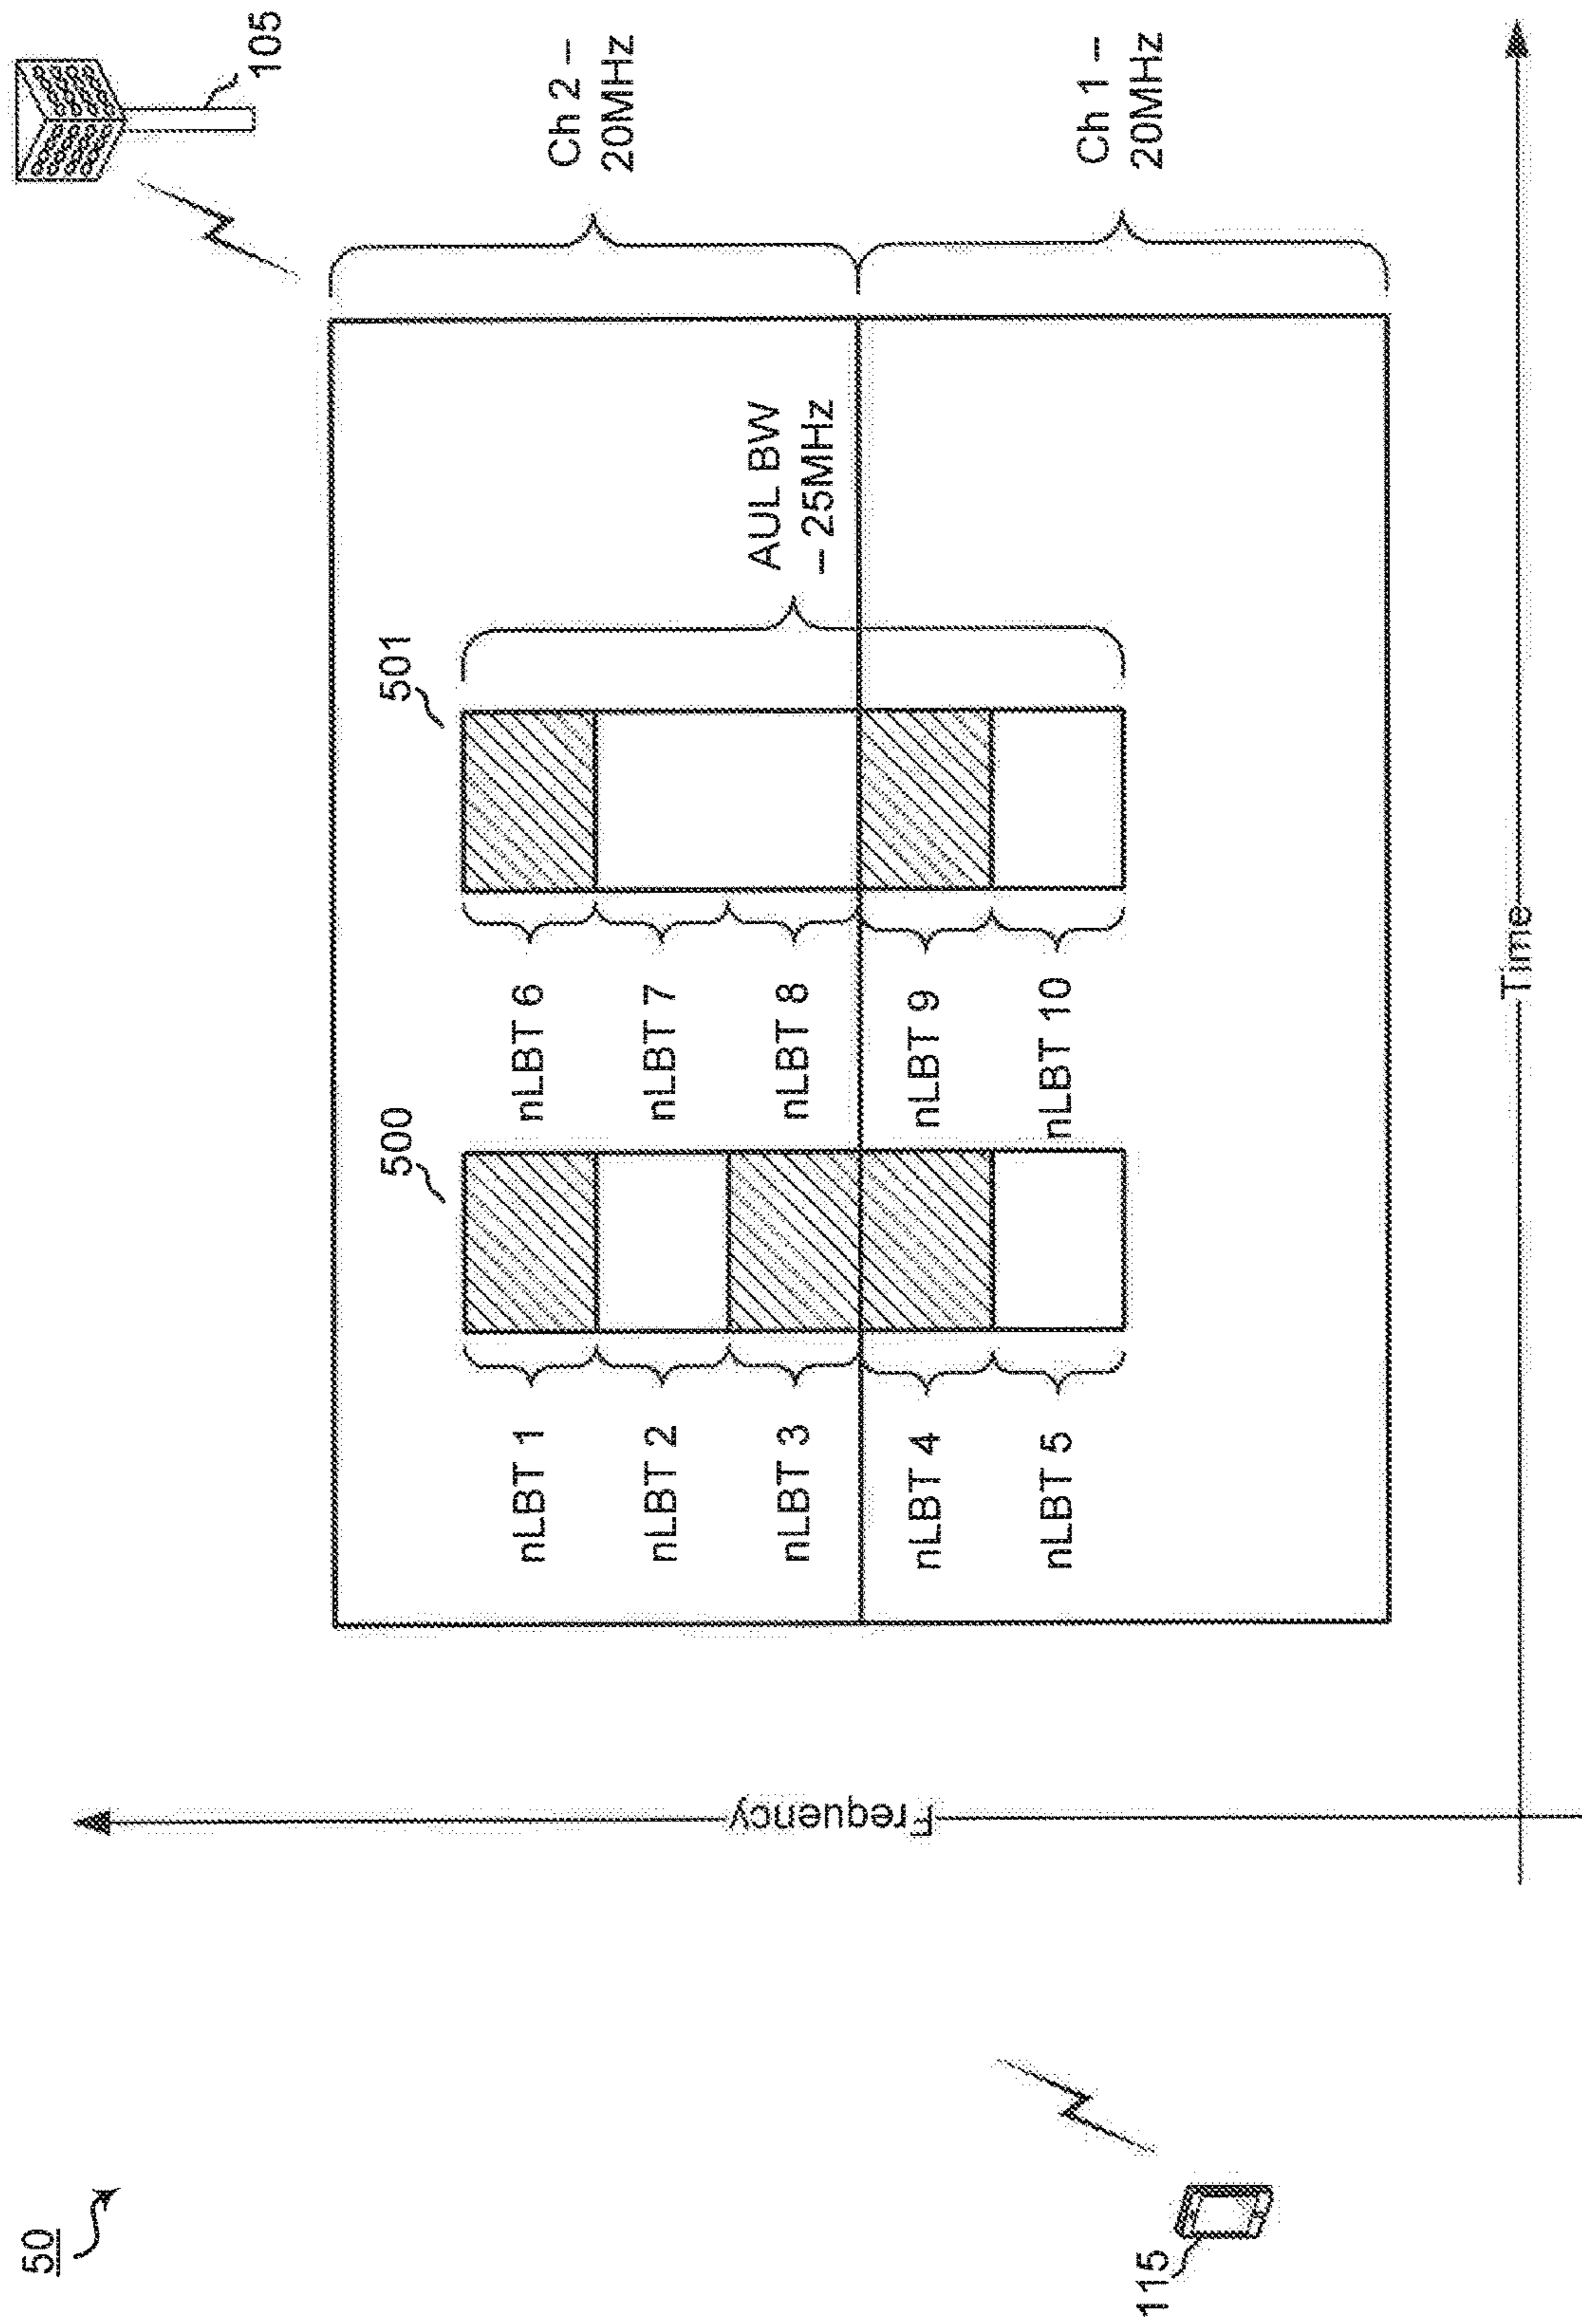 50
105
115
Frequency
Time
Ch 2 –
20MHz
Ch 1 –
20MHz
500
501
nLBT 1
nLBT 2
nLBT 3
nLBT 4
nLBT 5
nLBT 6
nLBT 7
nLBT 8
nLBT 9
nLBT 10
AUL BW
– 25MHz